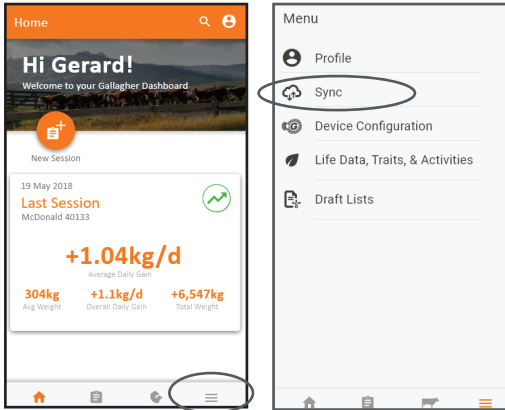 Home
Hi Gerard!
Welcome to your Gallagher Dashboard
New Session
19 May 2018
Last Session
McDonald 40133
+1.04kg/d
Average Daily Gain
304kg +1.1kg/d +6,547kg
Avg Weight Overall Daily Gain Total Weight
Menu
Profile
Sync
Device Configuration
Life Data, Traits, & Activities
Draft Lists